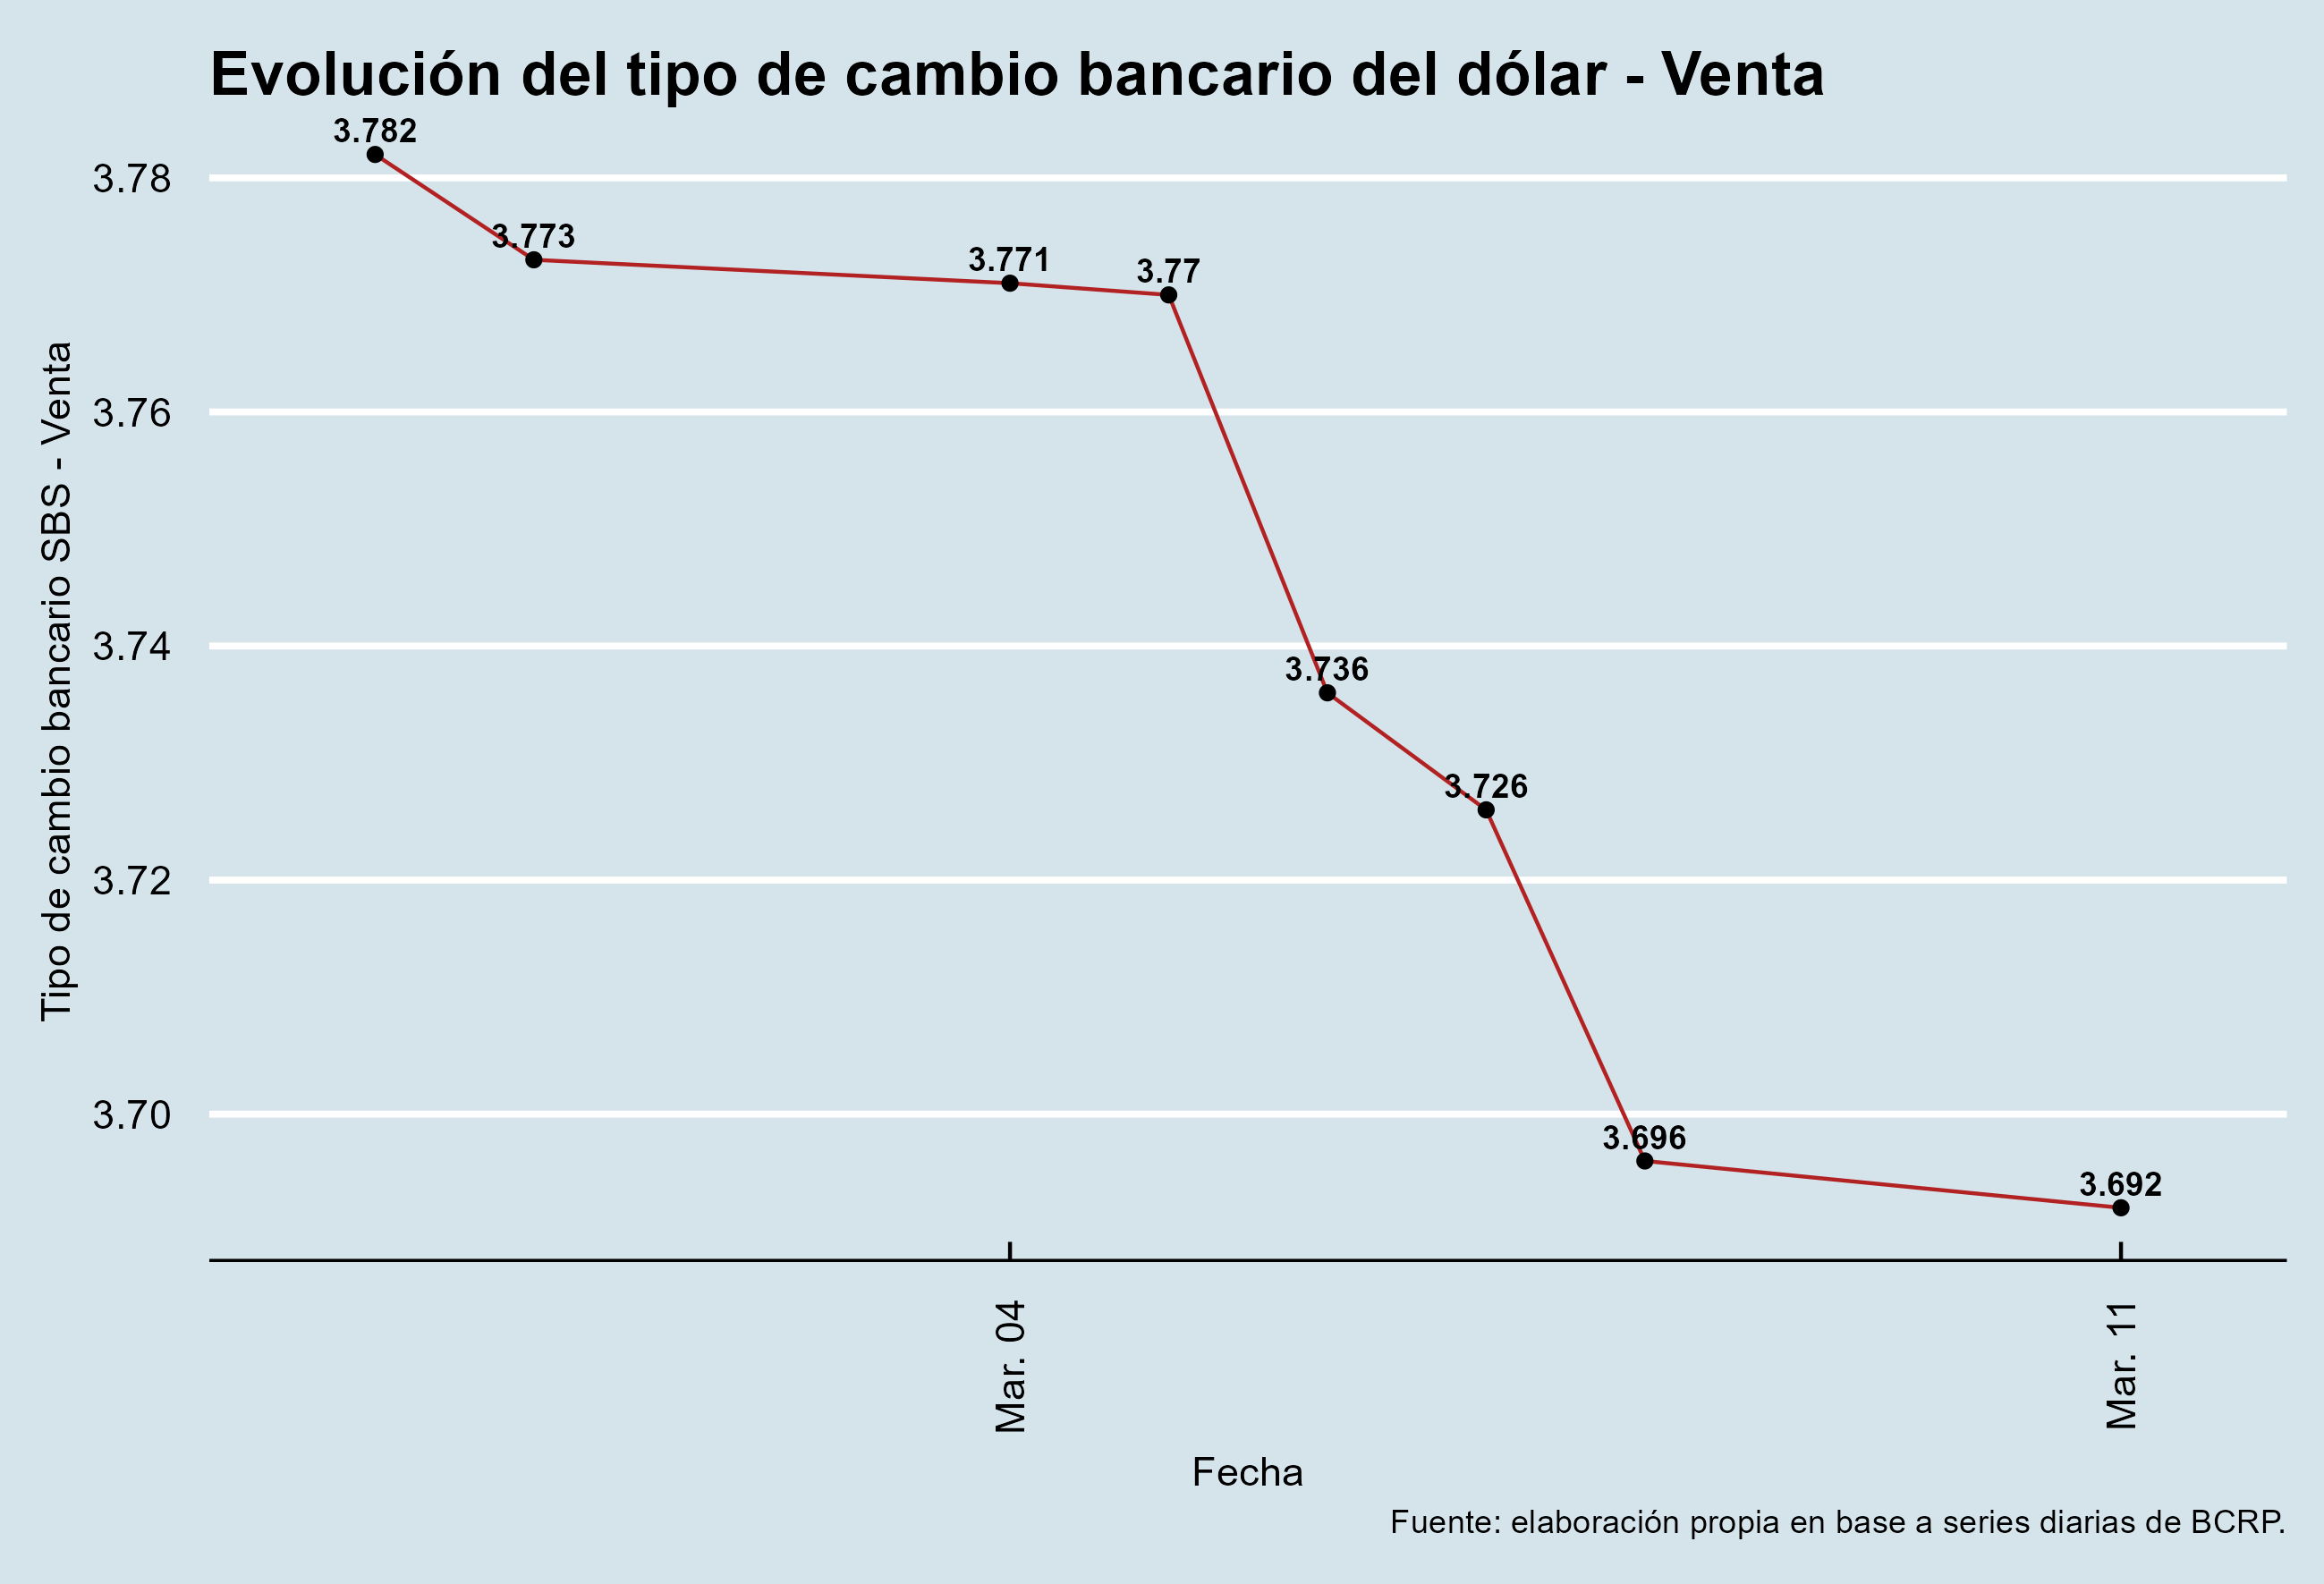 Evolución del tipo de cambio bancario del dólar - Venta
3.782
3.78
3.773
3.771
3.77
3.76
3.74
3.736
3.726
3.72
3.70
3.696
3.692
Tipo de cambio bancario SBS - Venta
Mar. 04
Mar. 11
Fecha
Fuente: elaboración propia en base a series diarias de BCRP.